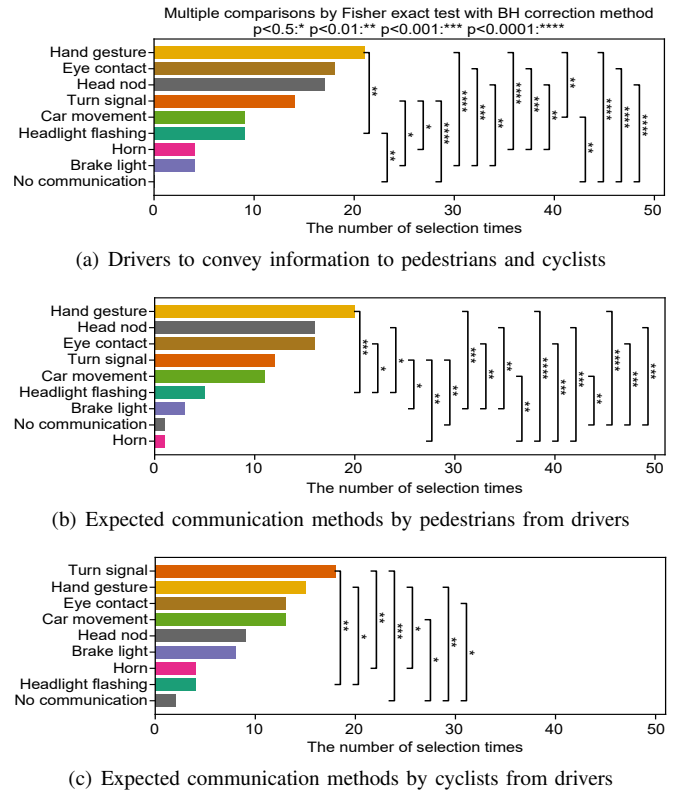 Multiple comparisons by Fisher exact test with BH correction method
p<0.5:* p<0.01:** p<0.001:*** p<0.0001:****
Hand gesture
Eye contact
Head nod
Turn signal
Car movement
Headlight flashing
Horn
Brake light
No communication
** ** * ** * **** **** *** ** **** *** ** ** ** **** **** ****
0 10 20 30 40 50
The number of selection times
(a) Drivers to convey information to pedestrians and cyclists
Hand gesture
Head nod
Eye contact
Turn signal
Car movement
Headlight flashing
Brake light
No communication
Horn
*** * * * ** ** *** ** ** ** **** *** *** ** **** *** ***
0 10 20 30 40 50
The number of selection times
(b) Expected communication methods by pedestrians from drivers
Turn signal
Hand gesture
Eye contact
Car movement
Head nod
Brake light
Horn
Headlight flashing
No communication
** * ** *** * * ** *
0 10 20 30 40 50
The number of selection times
(c) Expected communication methods by cyclists from drivers